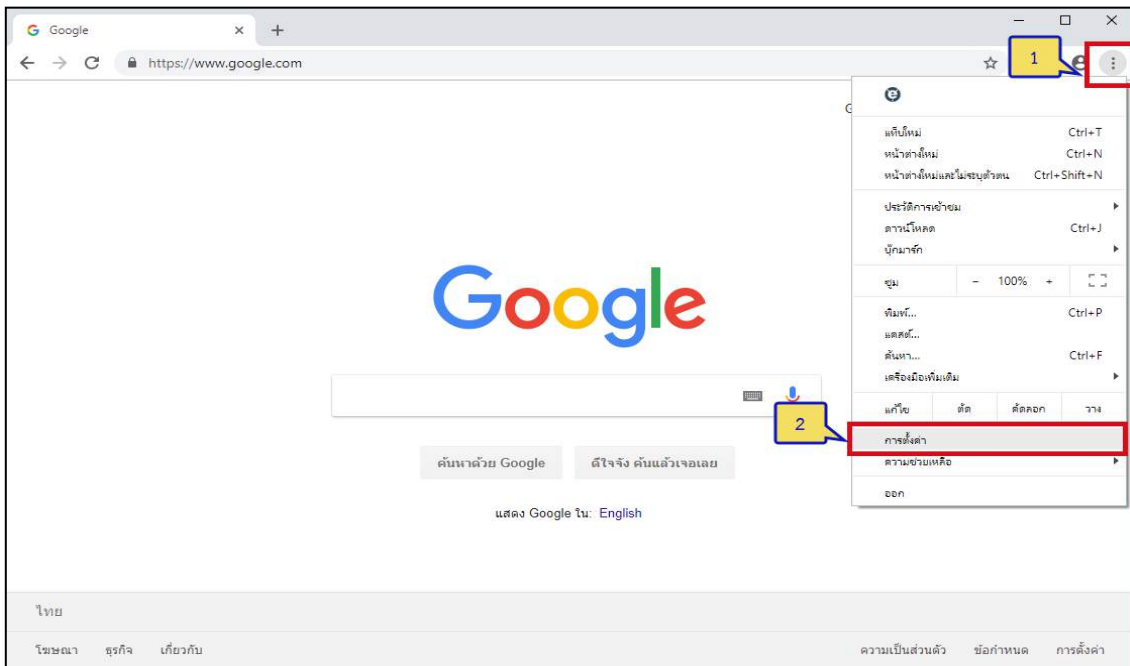 Google
https://www.google.com
1
G
แท็บใหม่ Ctrl+T
หน้าต่างใหม่ Ctrl+N
หน้าต่างใหม่และไม่ระบุตัวตน Ctrl+Shift+N
ประวัติการเข้าชม
ดาวน์โหลด Ctrl+J
บุ๊กมาร์ก
ซูม - 100% +
พิมพ์... Ctrl+P
แคสต์...
ค้นหา... Ctrl+F
เครื่องมือเพิ่มเติม
แก้ไข ตัด คัดลอก วาง
2
การตั้งค่า
ความช่วยเหลือ
ออก
Google
ค้นหาด้วย Google ดีใจจัง ค้นแล้วเจอเลย
แสดง Google ใน: English
ไทย
โฆษณา ธุรกิจ เกี่ยวกับ ความเป็นส่วนตัว ข้อกำหนด การตั้งค่า